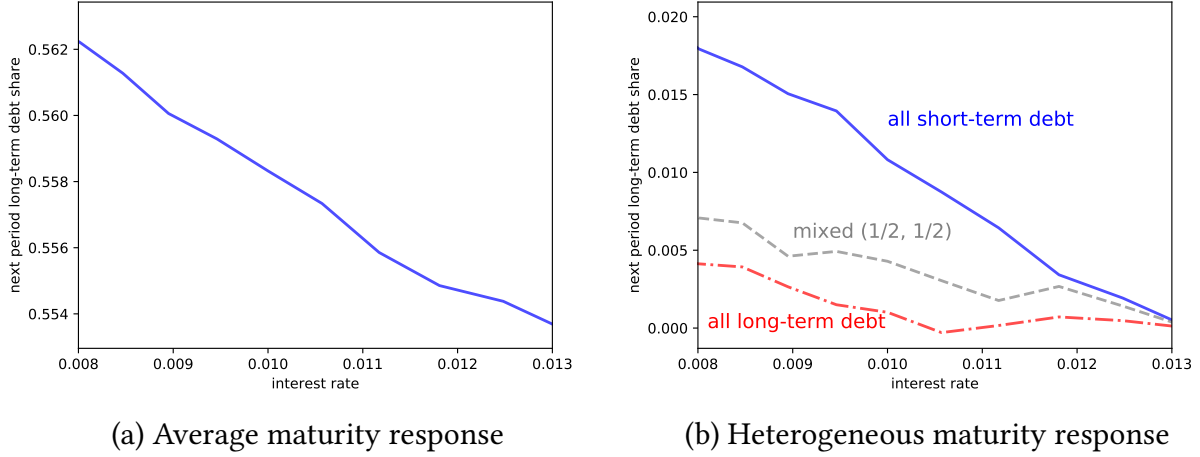 next period long-term debt share
0.562
0.560
0.558
0.556
0.554
0.008 0.009 0.010 0.011 0.012 0.013
interest rate
(a) Average maturity response
next period long-term debt share
0.020
0.015
0.010
0.005
0.000
all short-term debt
mixed (1/2, 1/2)
all long-term debt
0.008 0.009 0.010 0.011 0.012 0.013
interest rate
(b) Heterogeneous maturity response